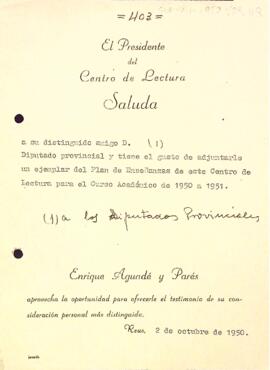 =403=
El Presidente
del
Centro de Lectura
Saluda
a su distinguido amigo D. (1)
Diputado provincial y tiene el gusto de adjuntarle
un ejemplar del Plan de Enseñanzas de este Centro de
Lectura para el Curso Académico de 1950 a 1951.
(1) a los Diputados Provinciales
Enrique Aguadé y Parés
aprovecha la oportunidad para ofrecerle el testimonio de su con-
sideración personal más distinguida.
Reus, 2 de octubre de 1950.